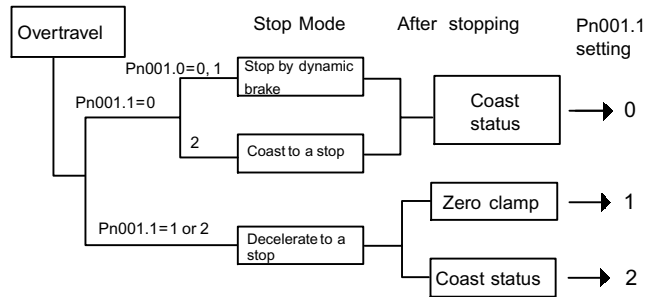 Stop Mode
After stopping
Pn001.1
setting
Overtravel
Pn001.0=0, 1
Stop by dynamic
brake
Pn001.1=0
Coast
status
0
2
Coast to a stop
Zero clamp
1
Pn001.1=1 or 2
Decelerate to a
stop
Coast status
2